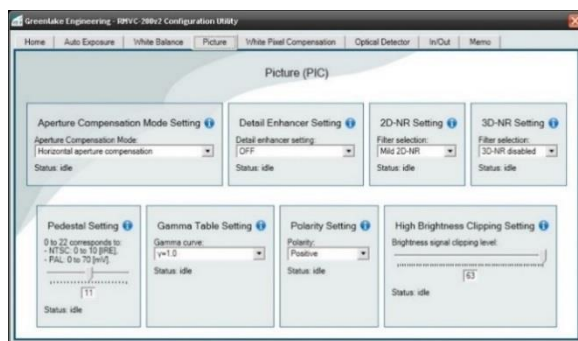 Greenlake Engineering - RMVC-200v2 Configuration Utility
Home Auto Exposure White Balance Picture White Pixel Compensation Optical Detector In/Out Memo
Picture (PIC)
Aperture Compensation Mode Setting
Aperture Compensation Mode:
Horizontal aperture compensation
Status: idle
Detail Enhancer Setting
Detail enhancer setting:
OFF
Status: idle
2D-NR Setting
Filter selection:
Mild 2D-NR
Status: idle
3D-NR Setting
Filter selection:
3D-NR disabled
Status: idle
Pedestal Setting
0 to 22 corresponds to:
- NTSC: 0 to 10 [IRE].
- PAL: 0 to 70 [mV].
11
Status: idle
Gamma Table Setting
Gamma curve:
γ=1.0
Status: idle
Polarity Setting
Polarity:
Positive
Status: idle
High Brightness Clipping Setting
Brightness signal clipping level:
63
Status: idle